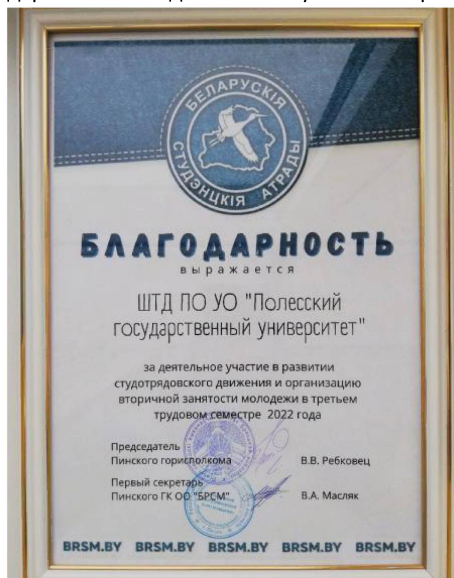 БЕЛАРУСКІЯ
СТУДЭНЦКІЯ АТРАДЫ
БЛАГОДАРНОСТЬ
выражается
ШТД ПО УО "Полесский
государственный университет"
за деятельное участие в развитии
студотрядовского движения и организацию
вторичной занятости молодежи в третьем
трудовом семестре 2022 года
Председатель
Пинского горисполкома В.В. Ребковец
Первый секретарь
Пинского ГК ОО "БРСМ" В.А. Масляк
BRSM.BY BRSM.BY BRSM.BY BRSM.BY BRSM.BY